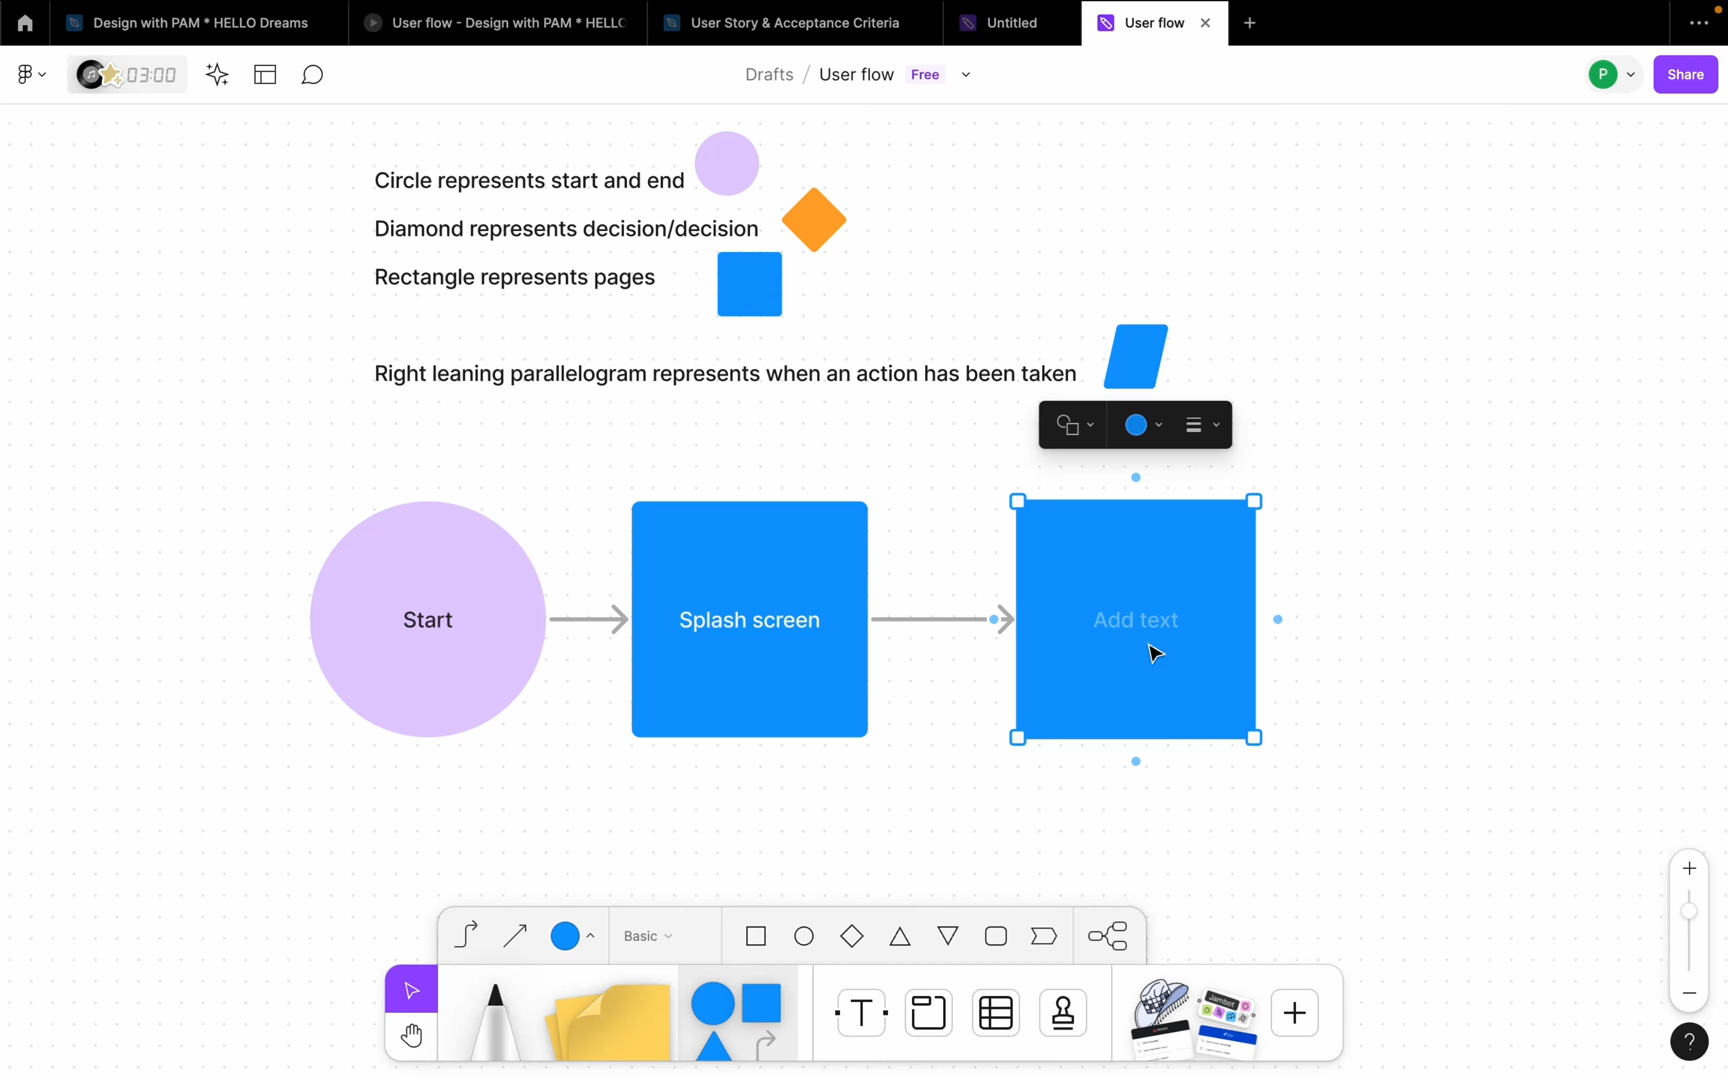 Design with PAM * HELLO Dreams
User flow - Design with PAM * HELLO
User Story & Acceptance Criteria
Untitled
User flow
03:00
Drafts / User flow
Free
P
Share
Circle represents start and end
Diamond represents decision/decision
Rectangle represents pages
Right leaning parallelogram represents when an action has been taken
Start
Splash screen
Add text
Basic
T
Jambot
?